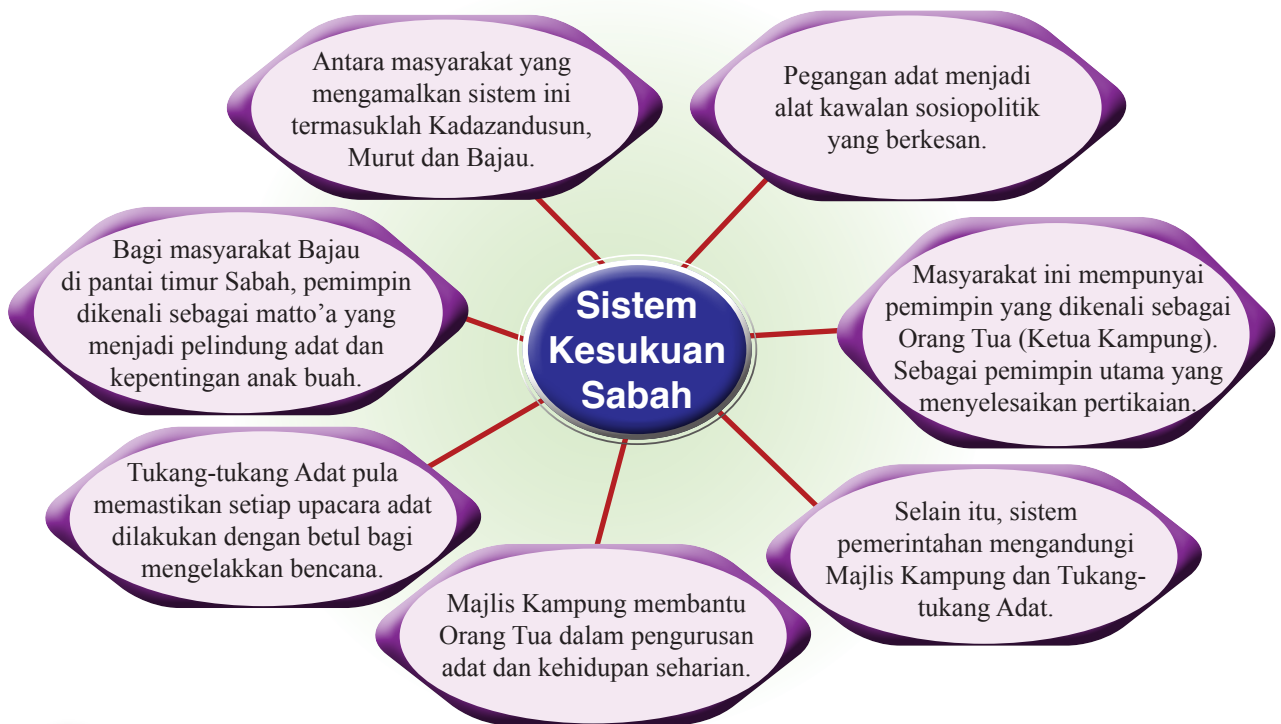 Antara masyarakat yang
mengamalkan sistem ini
termasuklah Kadazandusun,
Murut dan Bajau.
Pegangan adat menjadi
alat kawalan sosiopolitik
yang berkesan.
Bagi masyarakat Bajau
di pantai timur Sabah, pemimpin
dikenali sebagai matto’a yang
menjadi pelindung adat dan
kepentingan anak buah.
Sistem
Kesukuan
Sabah
Masyarakat ini mempunyai
pemimpin yang dikenali sebagai
Orang Tua (Ketua Kampung).
Sebagai pemimpin utama yang
menyelesaikan pertikaian.
Tukang-tukang Adat pula
memastikan setiap upacara adat
dilakukan dengan betul bagi
mengelakkan bencana.
Selain itu, sistem
pemerintahan mengandungi
Majlis Kampung dan Tukang-
tukang Adat.
Majlis Kampung membantu
Orang Tua dalam pengurusan
adat dan kehidupan seharian.